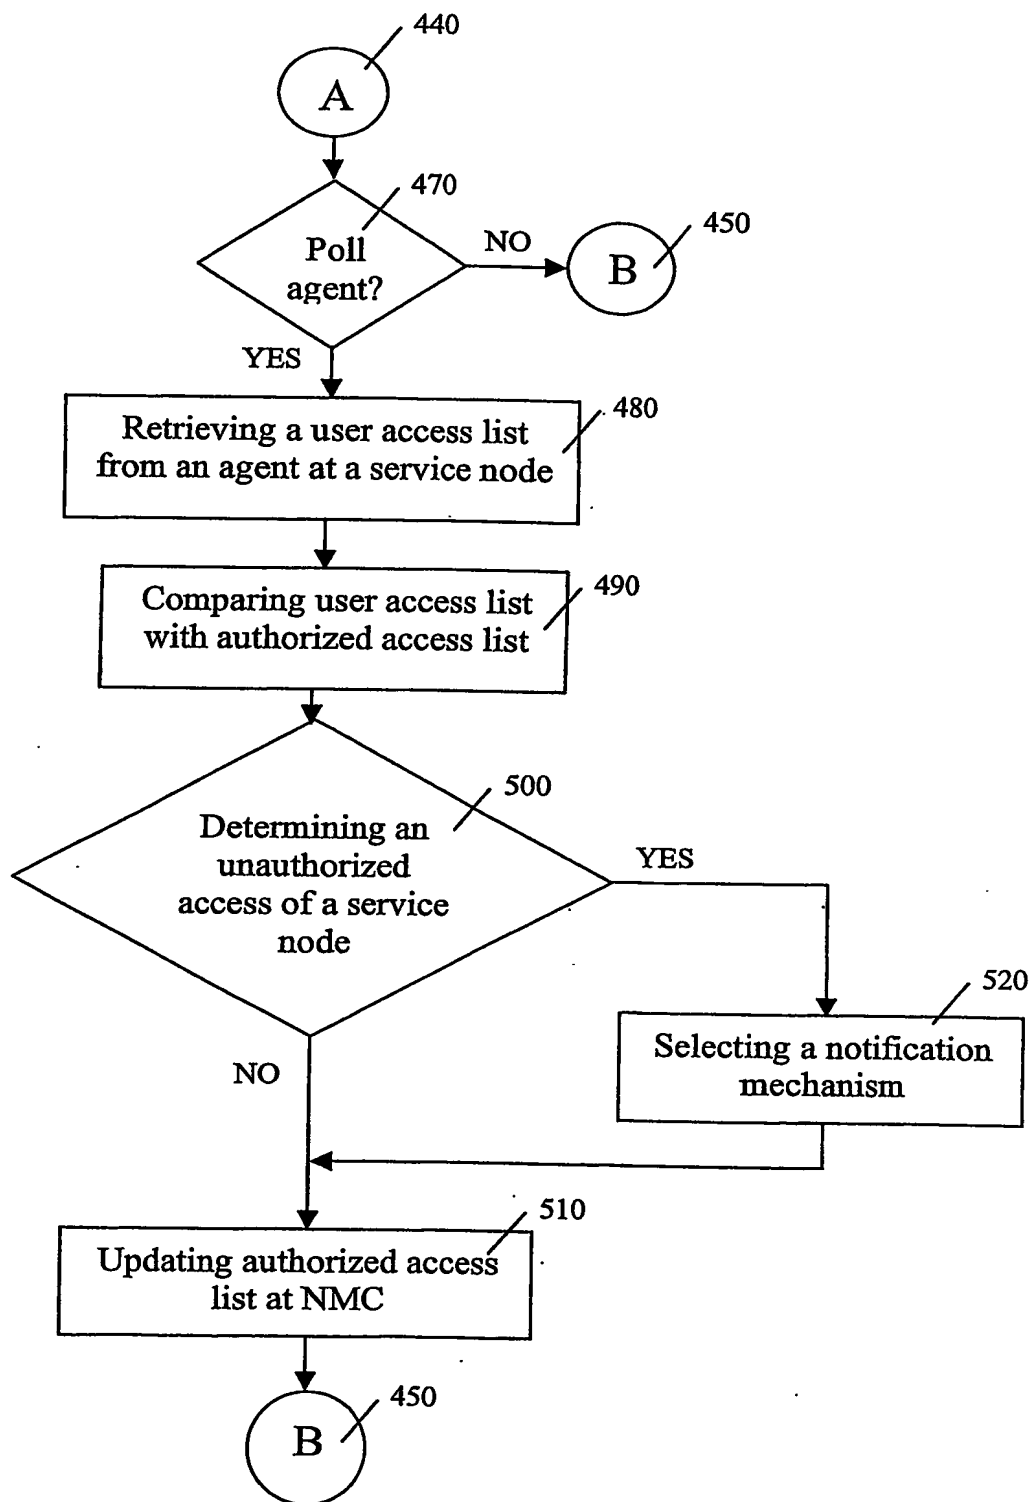 440
A
470
Poll
agent?
NO
450
B
YES
480
Retrieving a user access list
from an agent at a service node
490
Comparing user access list
with authorized access list
500
Determining an
unauthorized
access of a service
node
YES
520
Selecting a notification
mechanism
NO
510
Updating authorized access
list at NMC
450
B